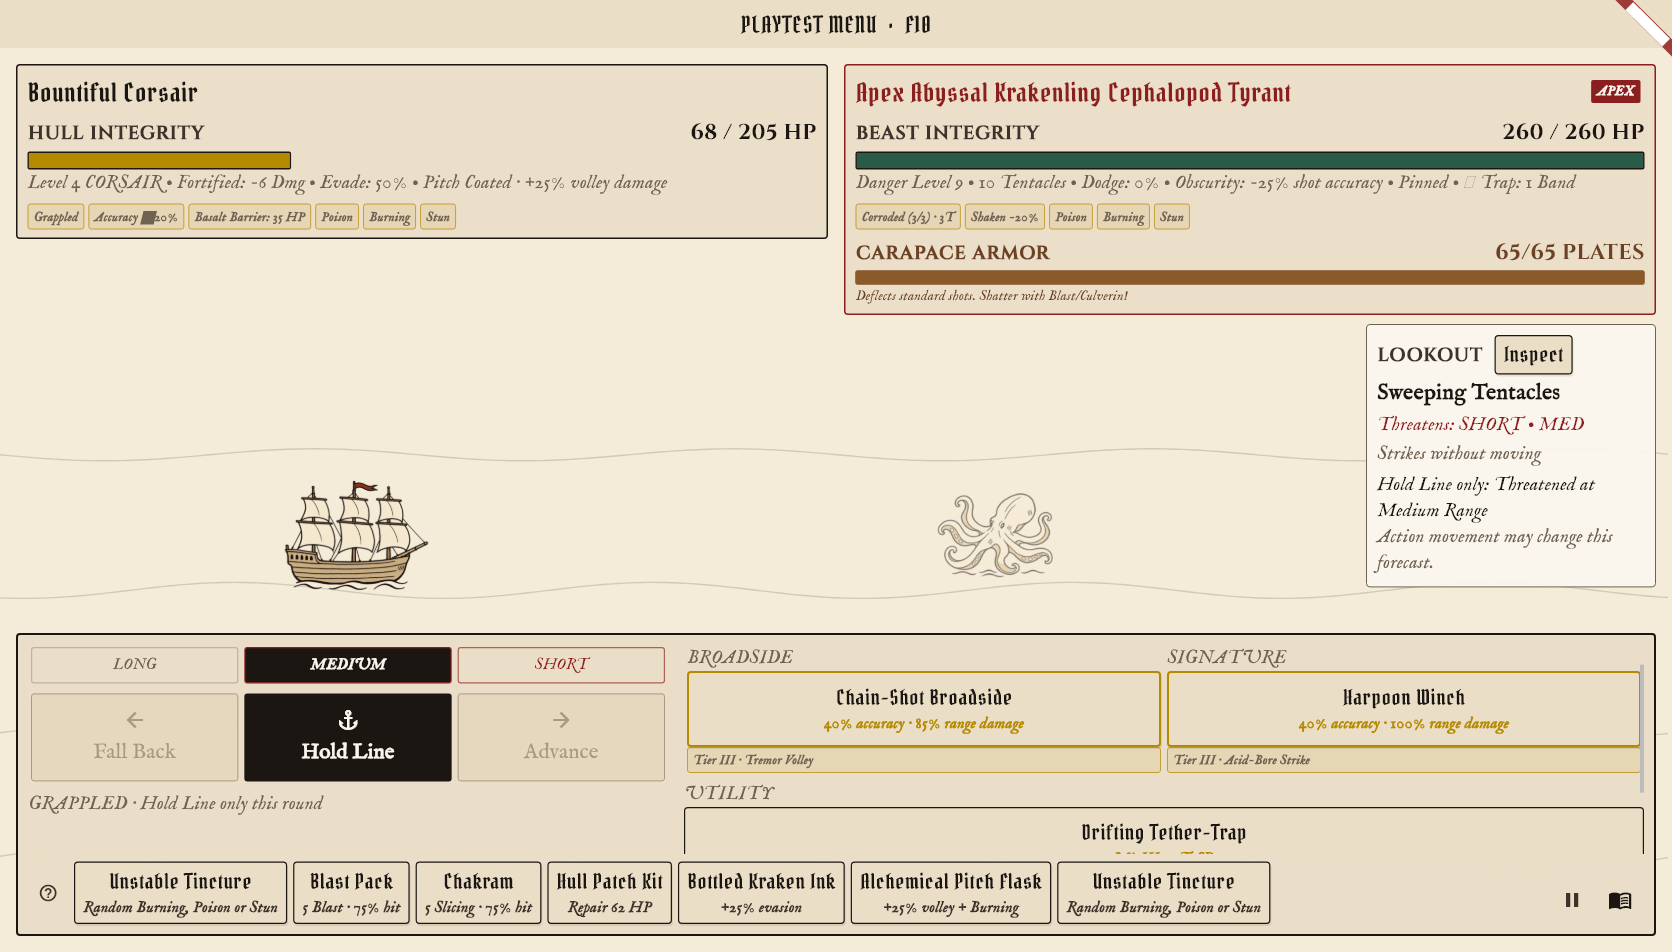 PLAYTEST MENU · F10
Bountiful Corsair
HULL INTEGRITY
68 / 205 HP
Level 4 CORSAIR • Fortified: -6 Dmg • Evade: 50% • Pitch Coated · +25% volley damage
Grappled
Accuracy 20%
Basalt Barrier: 35 HP
Poison
Burning
Stun
Apex Abyssal Krakenling Cephalopod Tyrant
APEX
BEAST INTEGRITY
260 / 260 HP
Danger Level 9 • 10 Tentacles • Dodge: 0% • Obscurity: -25% shot accuracy • Pinned • Trap: 1 Band
Corroded (3/3) · 3T
Shaken -20%
Poison
Burning
Stun
CARAPACE ARMOR
65/65 PLATES
Deflects standard shots. Shatter with Blast/Culverin!
LOOKOUT
Inspect
Sweeping Tentacles
Threatens: SHORT • MED
Strikes without moving
Hold Line only: Threatened at
Medium Range
Action movement may change this
forecast.
LONG
MEDIUM
SHORT
Fall Back
Hold Line
Advance
GRAPPLED · Hold Line only this round
BROADSIDE
Chain-Shot Broadside
40% accuracy · 85% range damage
Tier III · Tremor Volley
SIGNATURE
Harpoon Winch
40% accuracy · 100% range damage
Tier III · Acid-Bore Strike
UTILITY
Drifting Tether-Trap
Unstable Tincture
Random Burning, Poison or Stun
Blast Pack
5 Blast · 75% hit
Chakram
5 Slicing · 75% hit
Hull Patch Kit
Repair 62 HP
Bottled Kraken Ink
+25% evasion
Alchemical Pitch Flask
+25% volley + Burning
Unstable Tincture
Random Burning, Poison or Stun